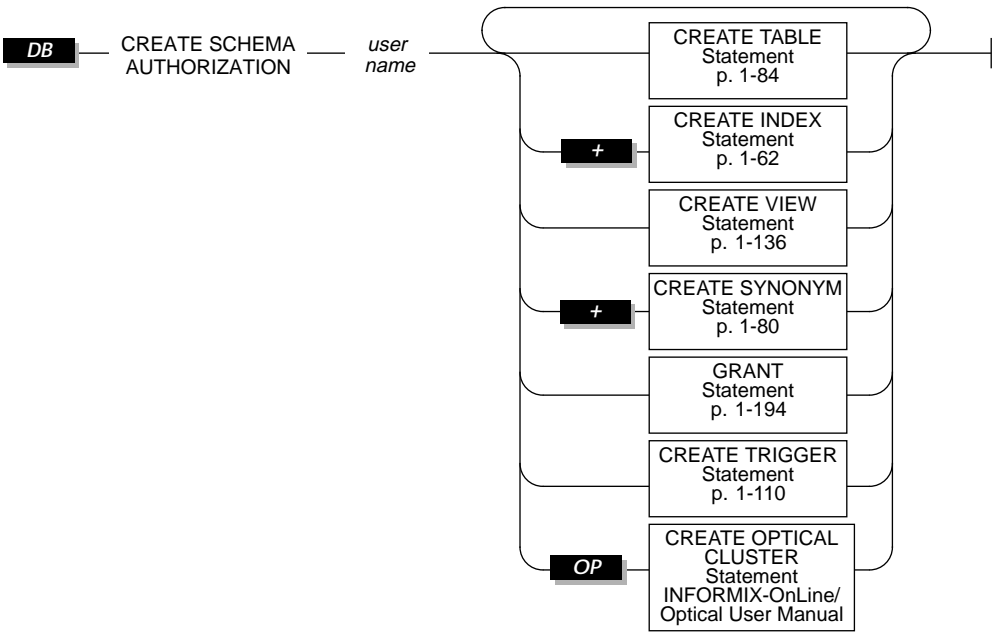 DB
CREATE SCHEMA
AUTHORIZATION
user
name
CREATE TABLE
Statement
p. 1-84
+
CREATE INDEX
Statement
p. 1-62
CREATE VIEW
Statement
p. 1-136
+
CREATE SYNONYM
Statement
p. 1-80
GRANT
Statement
p. 1-194
CREATE TRIGGER
Statement
p. 1-110
OP
CREATE OPTICAL
CLUSTER
Statement
INFORMIX-OnLine/
Optical User Manual